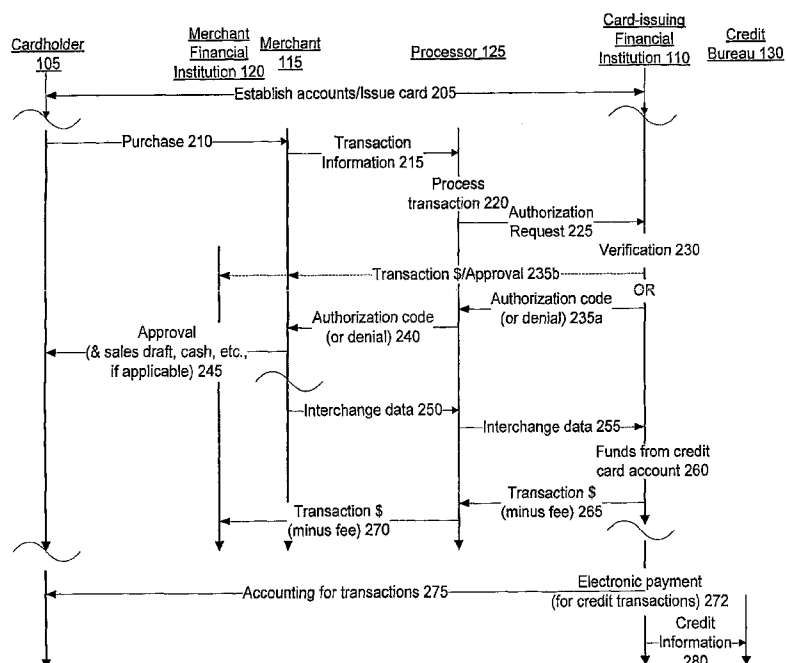 Cardholder
105
Merchant
Financial
Institution 120
Merchant
115
Processor 125
Card-issuing
Financial
Institution 110
Credit
Bureau 130
Establish accounts/Issue card 205
Purchase 210
Transaction
Information 215
Process
transaction 220
Authorization
Request 225
Verification 230
Transaction $/Approval 235b
OR
Authorization code
(or denial) 235a
Authorization code
(or denial) 240
Approval
(& sales draft, cash, etc.,
if applicable) 245
Interchange data 250
Interchange data 255
Funds from credit
card account 260
Transaction $
(minus fee) 265
Transaction $
(minus fee) 270
Electronic payment
(for credit transactions) 272
Accounting for transactions 275
Credit
Information
280